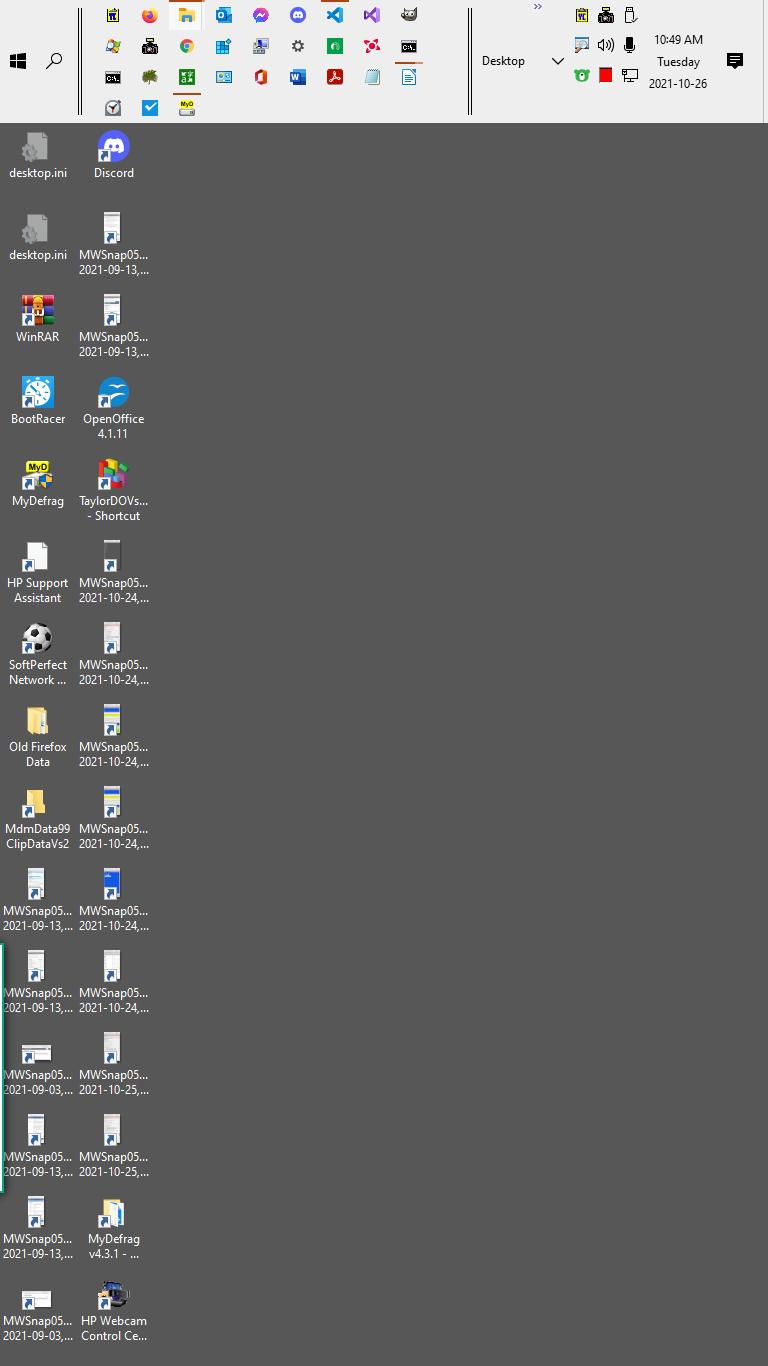 Desktop
10:49 AM
Tuesday
2021-10-26
MyD
desktop.ini
Discord
desktop.ini
MWSnap05...
2021-09-13,...
WinRAR
MWSnap05...
2021-09-13,...
BootRacer
OpenOffice
4.1.11
MyD
MyDefrag
TaylorDOVs...
- Shortcut
HP Support
Assistant
MWSnap05...
2021-10-24,...
SoftPerfect
Network ...
MWSnap05...
2021-10-24,...
Old Firefox
Data
MWSnap05...
2021-10-24,...
MdmData99
ClipDataVs2
MWSnap05...
2021-10-24,...
MWSnap05...
2021-09-13,...
MWSnap05...
2021-10-24,...
MWSnap05...
2021-09-13,...
MWSnap05...
2021-10-24,...
MWSnap05...
2021-09-03,...
MWSnap05...
2021-10-25,...
MWSnap05...
2021-09-13,...
MWSnap05...
2021-10-25,...
MWSnap05...
2021-09-13,...
MyDefrag
v4.3.1 - ...
MWSnap05...
2021-09-03,...
HP Webcam
Control Ce...